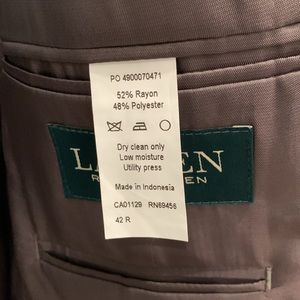 PO 4900070471
52% Rayon
48% Polyester
Dry clean only
Low moisture
Utility press
Made in Indonesia
CA01129 RN69456
42 R